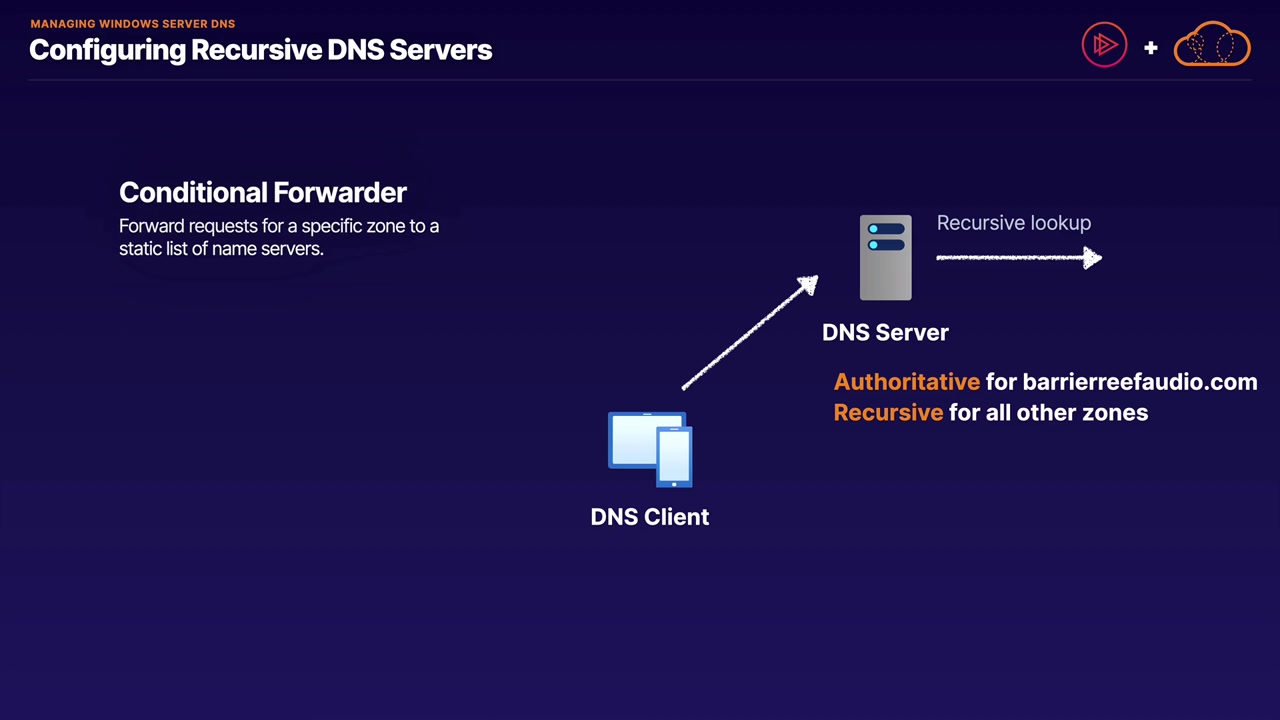 MANAGING WINDOWS SERVER DNS
Configuring Recursive DNS Servers
+
Conditional Forwarder
Forward requests for a specific zone to a
static list of name servers.
Recursive lookup
DNS Server
Authoritative for barrierreefaudio.com
Recursive for all other zones
DNS Client